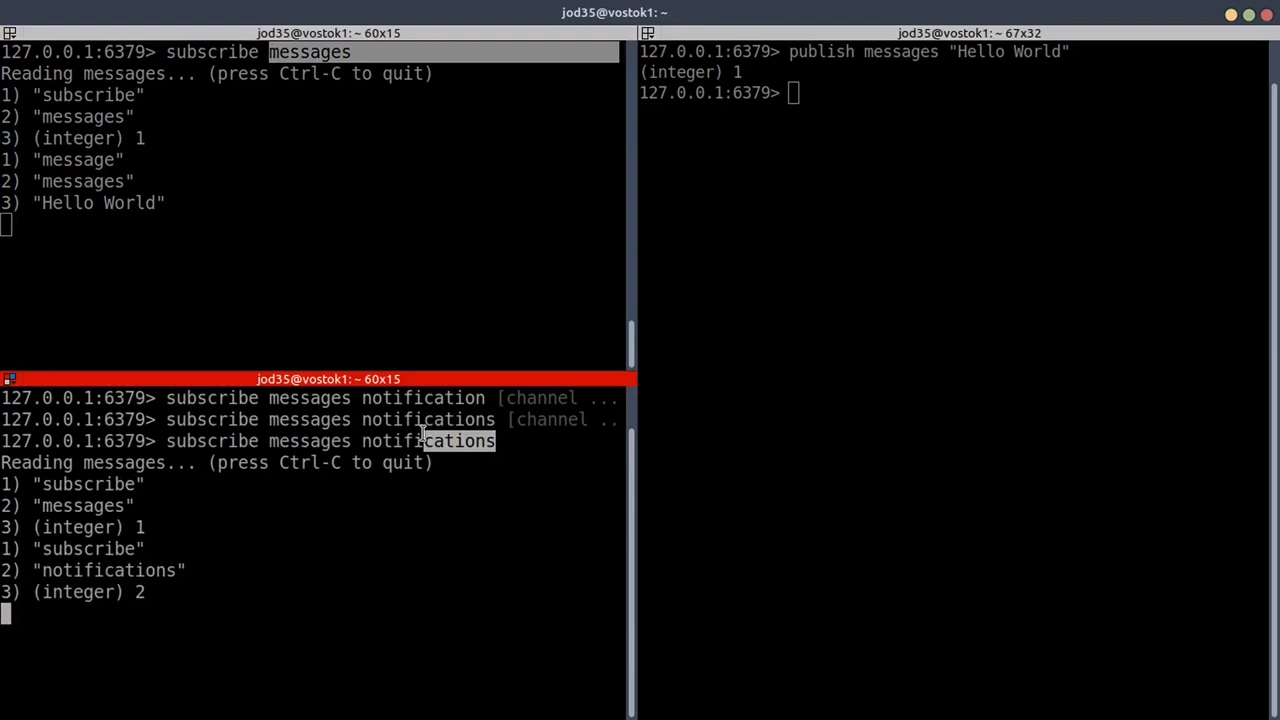 jod35@vostok1: ~
jod35@vostok1: ~ 60x15
127.0.0.1:6379> subscribe messages
Reading messages... (press Ctrl-C to quit)
1) "subscribe"
2) "messages"
3) (integer) 1
1) "message"
2) "messages"
3) "Hello World"
jod35@vostok1: ~ 60x15
127.0.0.1:6379> subscribe messages notification [channel ...
127.0.0.1:6379> subscribe messages notifications [channel ..
127.0.0.1:6379> subscribe messages notifications
Reading messages... (press Ctrl-C to quit)
1) "subscribe"
2) "messages"
3) (integer) 1
1) "subscribe"
2) "notifications"
3) (integer) 2
jod35@vostok1: ~ 67x32
127.0.0.1:6379> publish messages "Hello World"
(integer) 1
127.0.0.1:6379>